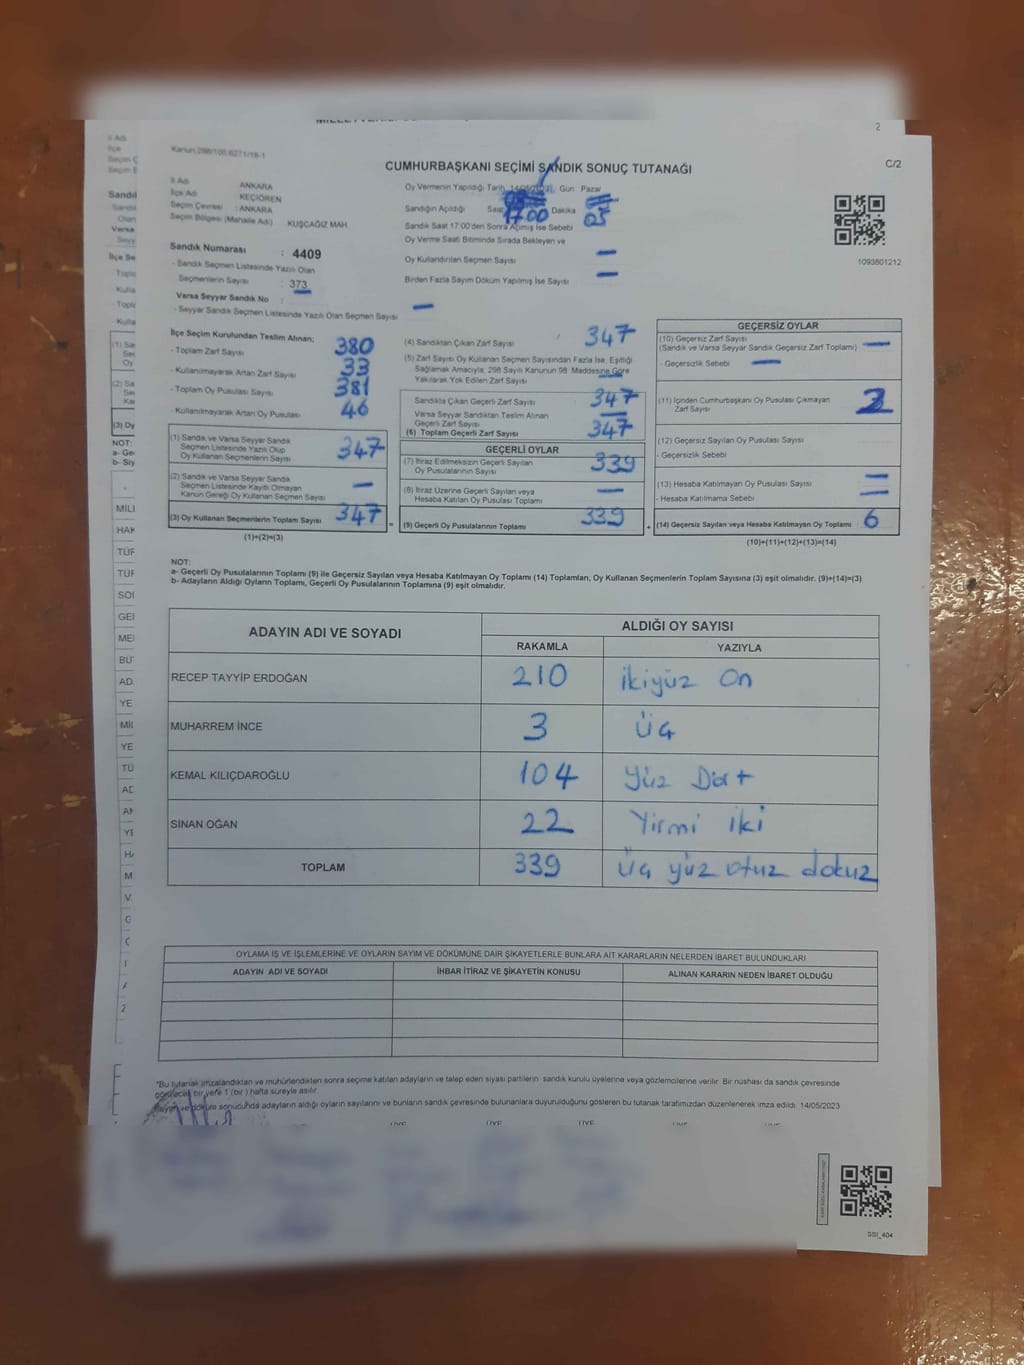 2
Kanun:298/100,6271/18-1
CUMHURBAŞKANI SEÇİMİ SANDIK SONUÇ TUTANAĞI
C/2
İl Adı : ANKARA
İlçe Adı : KEÇİÖREN
Seçim Çevresi : ANKARA
Seçim Bölgesi (Mahalle Adı) : KUŞCAĞIZ MAH
Oy Vermenin Yapıldığı Tarih Gün Pazar
Sandığın Açıldığı Saat 17.00 Dakika 05
Sandık Saat 17:00'den Sonra Açılmış İse Sebebi
Oy Verme Saati Bitiminde Sırada Bekleyen ve
Oy Kullandırılan Seçmen Sayısı —
Birden Fazla Sayım Döküm Yapılmış İse Sayısı —
1093601212
Sandık Numarası : 4409
- Sandık Seçmen Listesinde Yazılı Olan
Seçmenlerin Sayısı : 373
Varsa Seyyar Sandık No :
- Seyyar Sandık Seçmen Listesinde Yazılı Olan Seçmen Sayısı —
İlçe Seçim Kurulundan Teslim Alınan;
- Toplam Zarf Sayısı 380
- Kullanılmayarak Artan Zarf Sayısı 33
- Toplam Oy Pusulası Sayısı 381
- Kullanılmayarak Artan Oy Pusulası 46
(1) Sandık ve Varsa Seyyar Sandık
Seçmen Listesinde Yazılı Olup
Oy Kullanan Seçmenlerin Sayısı 347
(2) Sandık ve Varsa Seyyar Sandık
Seçmen Listesinde Kayıtlı Olmayan
Kanun Gereği Oy Kullanan Seçmen Sayısı —
(3) Oy Kullanan Seçmenlerin Toplam Sayısı 347
(1)+(2)=(3)
(4) Sandıktan Çıkan Zarf Sayısı 347
(5) Zarf Sayısı Oy Kullanan Seçmen Sayısından Fazla İse, Eşitliği
Sağlamak Amacıyla; 298 Sayılı Kanunun 98. Maddesine Göre
Yakılarak Yok Edilen Zarf Sayısı —
Sandıkta Çıkan Geçerli Zarf Sayısı 347
Varsa Seyyar Sandıktan Teslim Alınan
Geçerli Zarf Sayısı —
(6) Toplam Geçerli Zarf Sayısı 347
GEÇERLİ OYLAR
(7) İtiraz Edilmeksizin Geçerli Sayılan
Oy Pusulalarının Sayısı 339
(8) İtiraz Üzerine Geçerli Sayılan veya
Hesaba Katılan Oy Pusulası Toplamı —
(9) Geçerli Oy Pusulalarının Toplamı 339
GEÇERSİZ OYLAR
(10) Geçersiz Zarf Sayısı
(Sandık ve Varsa Seyyar Sandık Geçersiz Zarf Toplamı) —
- Geçersizlik Sebebi —
(11) İçinden Cumhurbaşkanı Oy Pusulası Çıkmayan
Zarf Sayısı
(12) Geçersiz Sayılan Oy Pusulası Sayısı
- Geçersizlik Sebebi
(13) Hesaba Katılmayan Oy Pusulası Sayısı —
- Hesaba Katılmama Sebebi —
(14) Geçersiz Sayılan veya Hesaba Katılmayan Oy Toplamı 6
(10)+(11)+(12)+(13)=(14)
NOT:
a- Geçerli Oy Pusulalarının Toplamı (9) ile Geçersiz Sayılan veya Hesaba Katılmayan Oy Toplamı (14) Toplamları, Oy Kullanan Seçmenlerin Toplam Sayısına (3) eşit olmalıdır. (9)+(14)=(3)
b- Adayların Aldığı Oyların Toplamı, Geçerli Oy Pusulalarının Toplamına (9) eşit olmalıdır.
ADAYIN ADI VE SOYADI
ALDIĞI OY SAYISI
RAKAMLA YAZIYLA
RECEP TAYYİP ERDOĞAN 210 ikiyüz On
MUHARREM İNCE 3 Üç
KEMAL KILIÇDAROĞLU 104 Yüz Dört
SİNAN OĞAN 22 Yirmi iki
TOPLAM 339 Üç yüz otuz dokuz
OYLAMA İŞ VE İŞLEMLERİNE VE OYLARIN SAYIM VE DÖKÜMÜNE DAİR ŞİKAYETLERLE BUNLARA AİT KARARLARIN NELERDEN İBARET BULUNDUKLARI
ADAYIN ADI VE SOYADI İHBAR İTİRAZ VE ŞİKAYETİN KONUSU ALINAN KARARIN NEDEN İBARET OLDUĞU
*Bu tutanak imzalandıktan ve mühürlendikten sonra seçime katılan adayların ve talep eden siyasi partilerin sandık kurulu üyelerine veya gözlemcilerine verilir. Bir nüshası da sandık çevresinde
görülecek bir yere 1 (bir) hafta süreyle asılır.
Sayım ve döküm sonucunda adayların aldığı oyların sayılarını ve bunların sandık çevresinde bulunanlara duyurulduğunu gösteren bu tutanak tarafımızdan düzenlenerek imza edildi. 14/05/2023
ÜYE ÜYE ÜYE
SSI_404